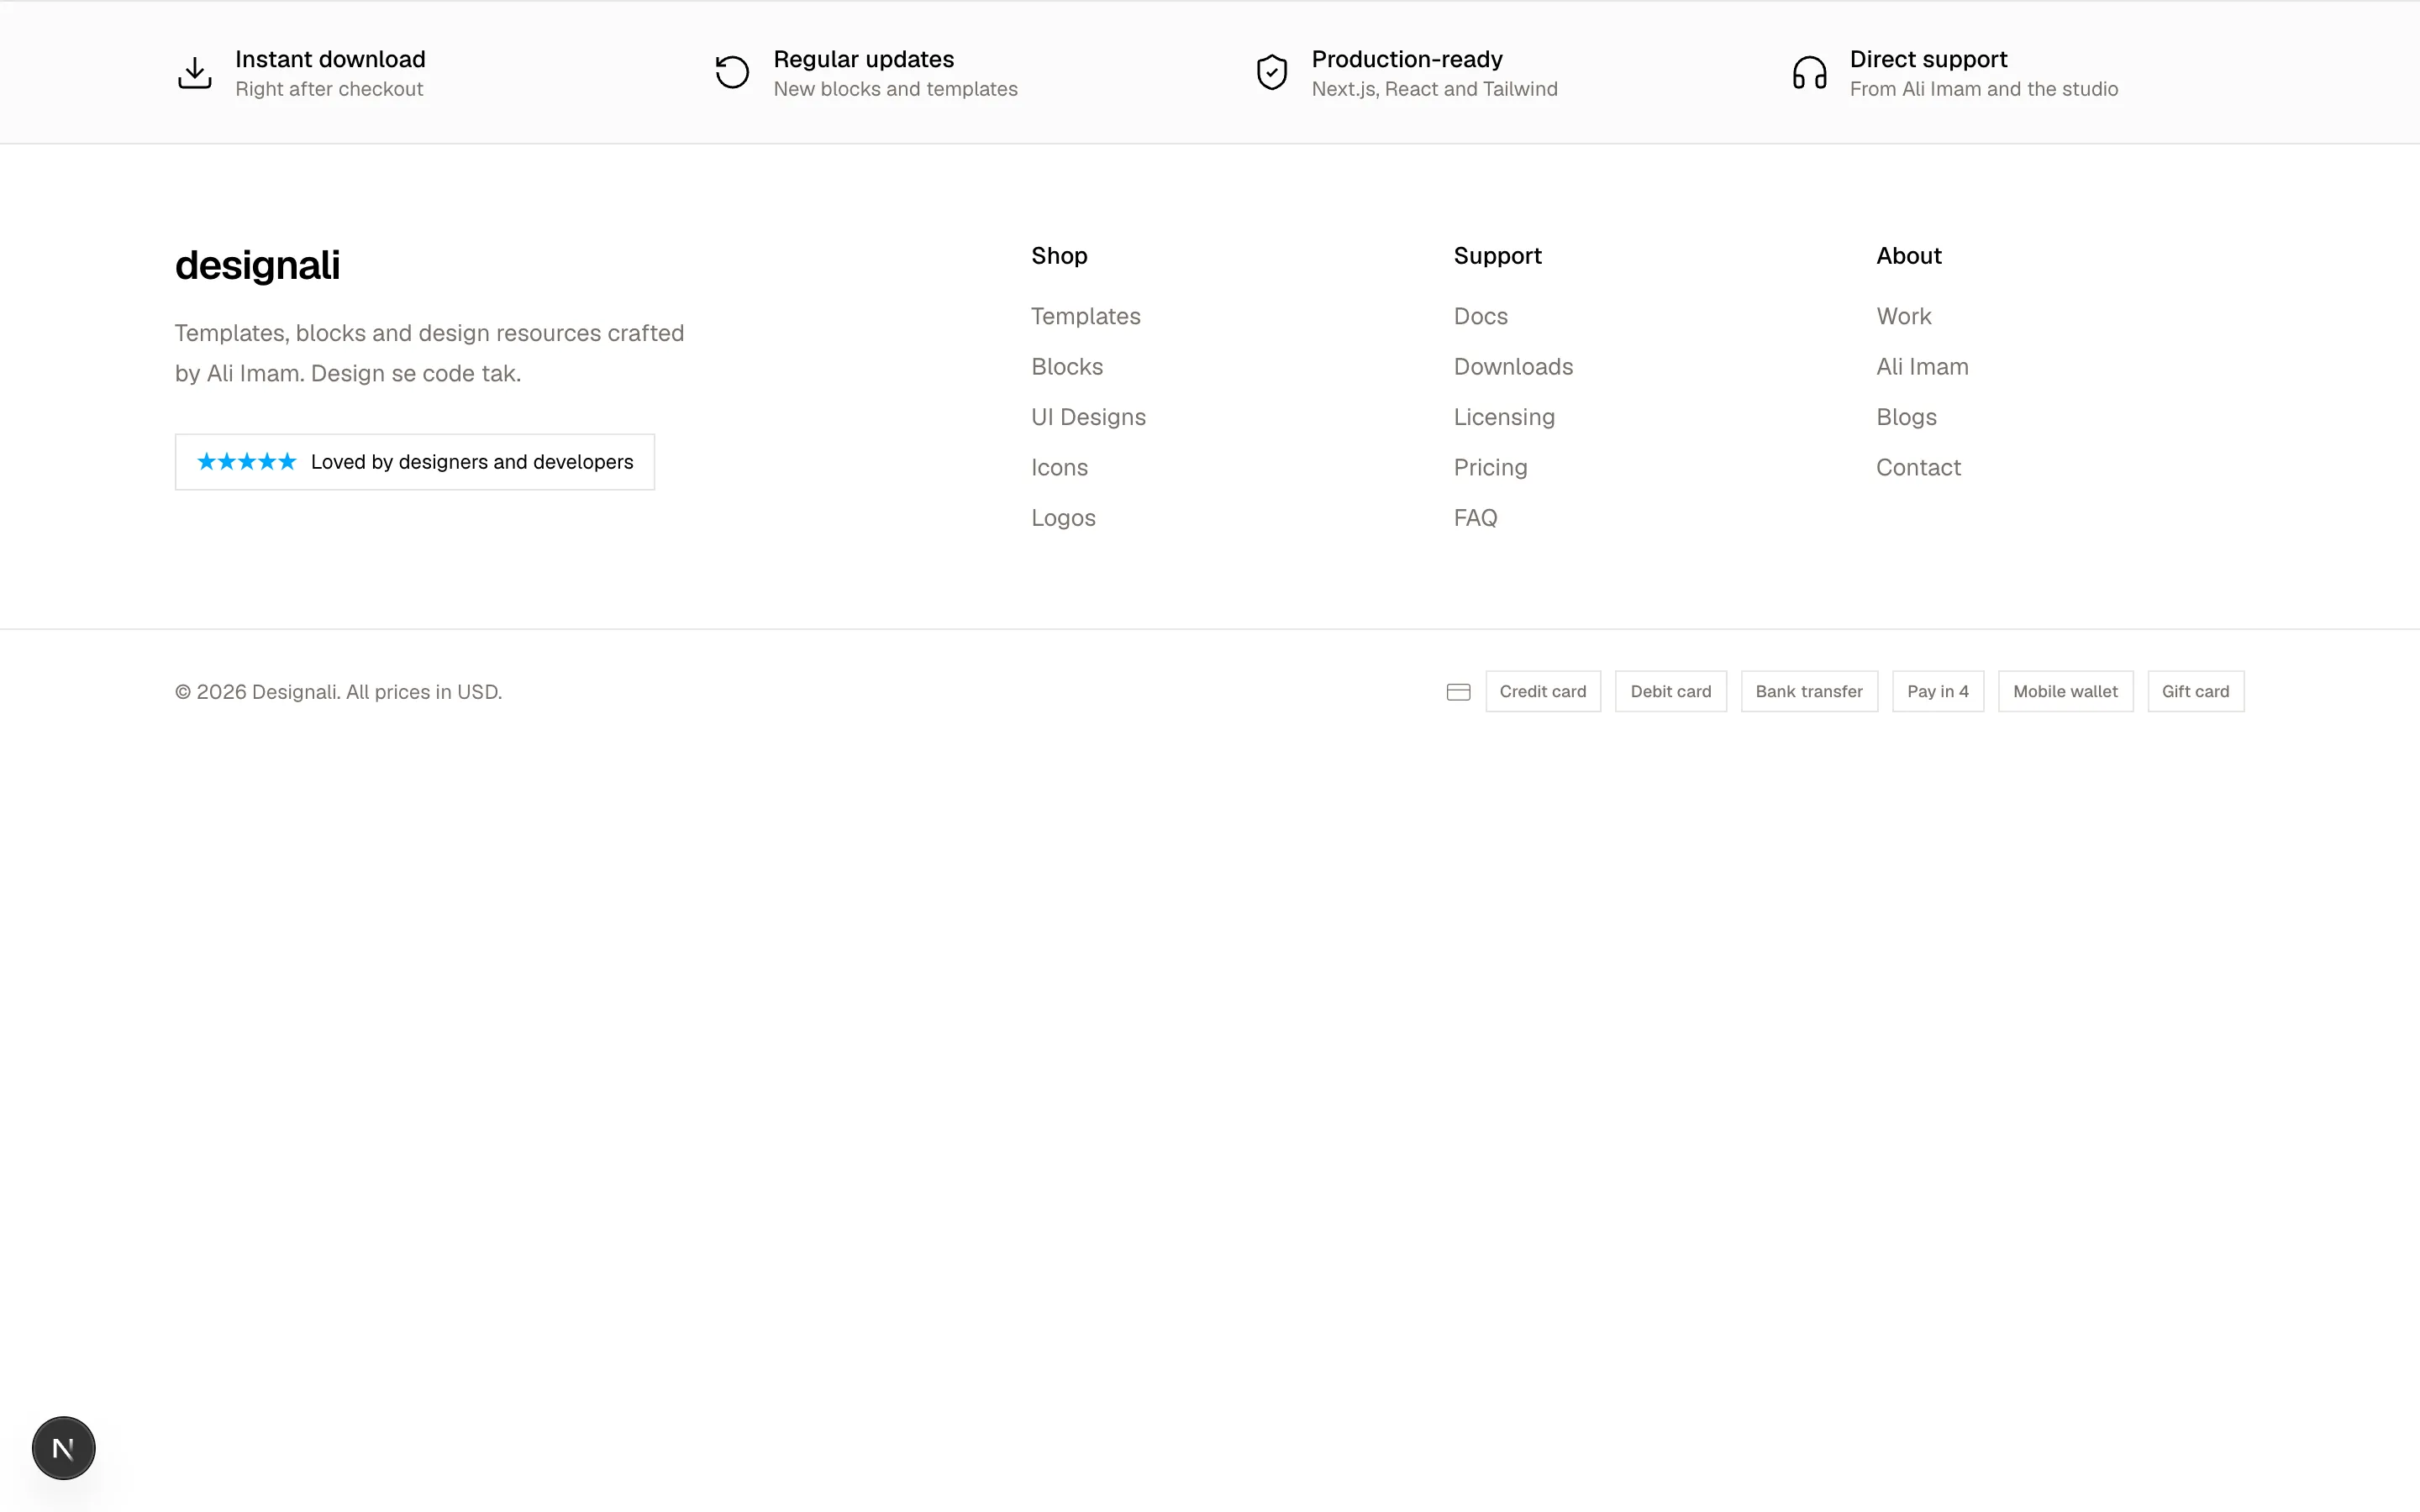 Instant download
Right after checkout
Regular updates
New blocks and templates
Production-ready
Next.js, React and Tailwind
Direct support
From Ali Imam and the studio
designali
Templates, blocks and design resources crafted
by Ali Imam. Design se code tak.
★★★★★ Loved by designers and developers
Shop
Templates
Blocks
UI Designs
Icons
Logos
Support
Docs
Downloads
Licensing
Pricing
FAQ
About
Work
Ali Imam
Blogs
Contact
© 2026 Designali. All prices in USD.
Credit card
Debit card
Bank transfer
Pay in 4
Mobile wallet
Gift card
N